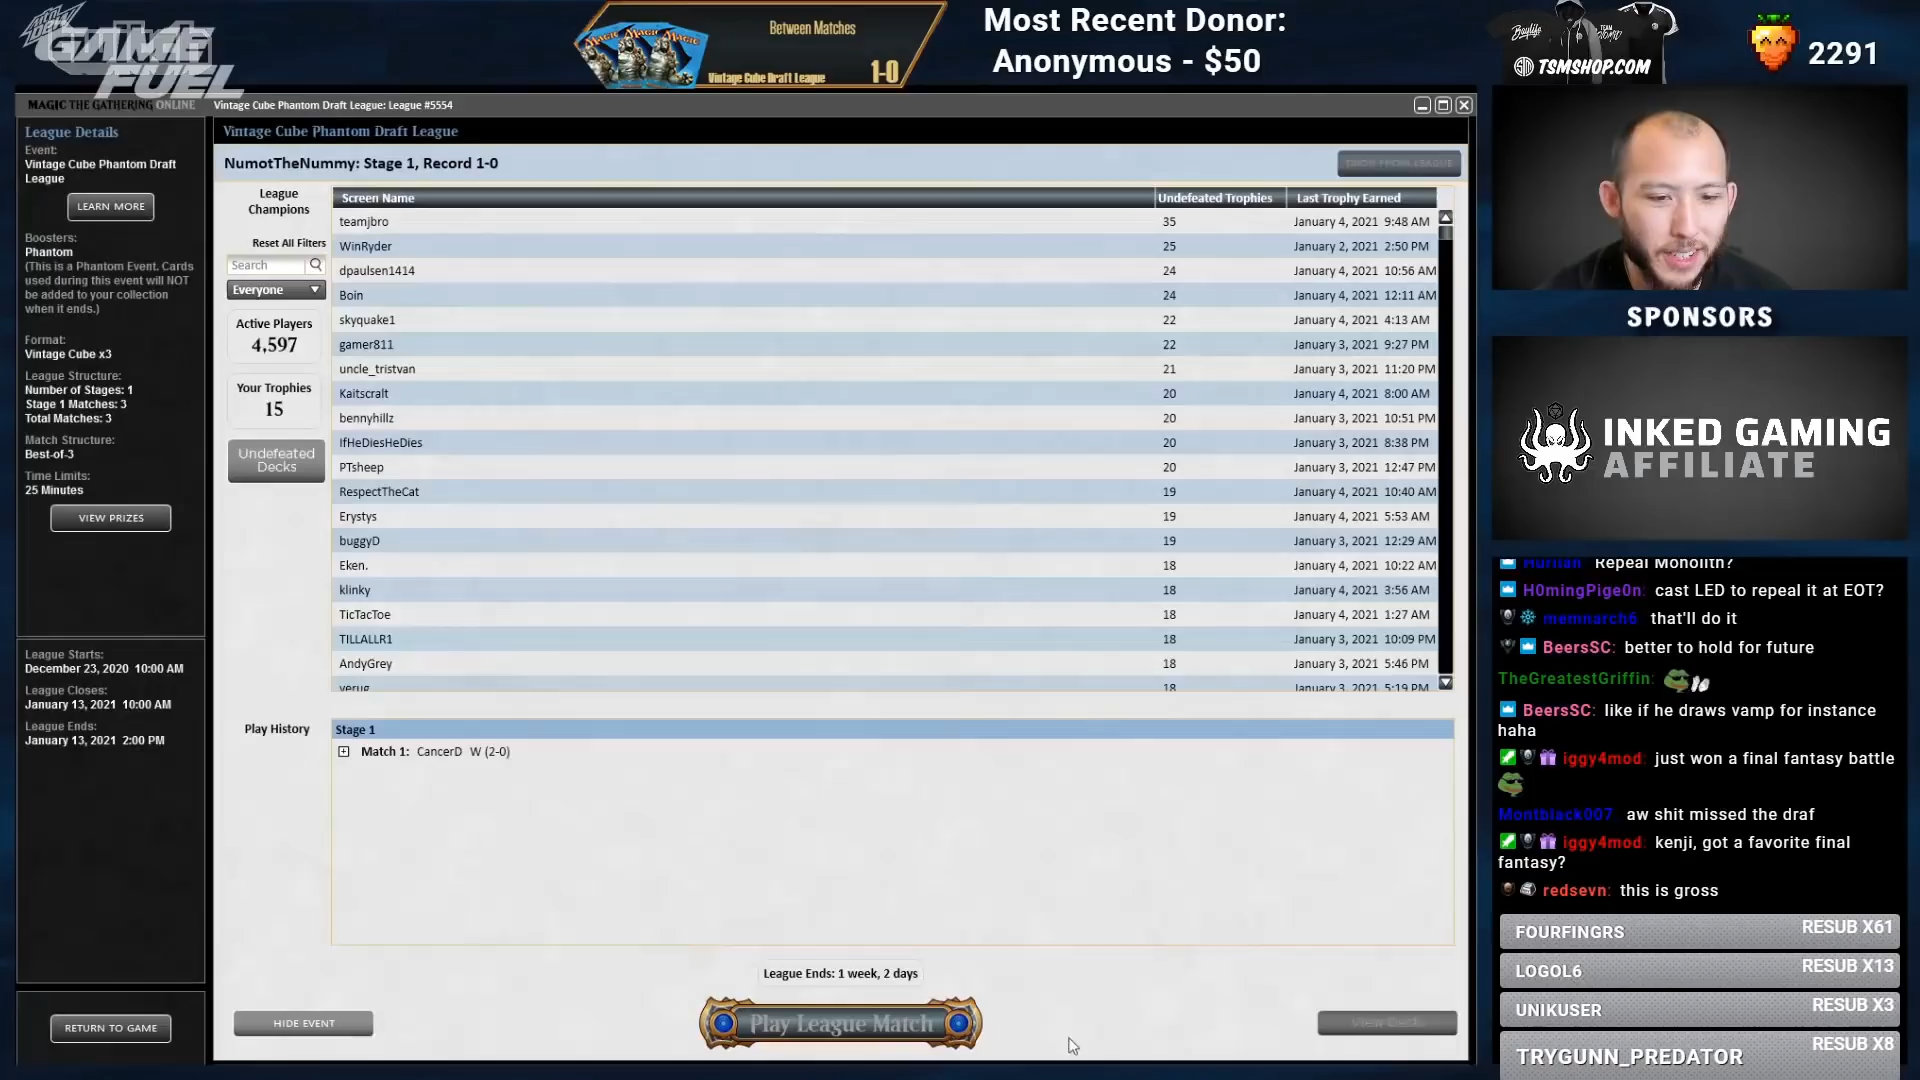 MTN DEW
GAME
FUEL
Magic Magic Magic
Between Matches
Vintage Cube Draft League
1-0
Most Recent Donor:
Anonymous - $50
TSMSHOP.COM
2291
MAGIC THE GATHERING ONLINE
Vintage Cube Phantom Draft League: League #5554
League Details
Event:
Vintage Cube Phantom Draft
League
LEARN MORE
Boosters:
Phantom
(This is a Phantom Event. Cards
used during this event will NOT
be added to your collection
when it ends.)
Format:
Vintage Cube x3
League Structure:
Number of Stages: 1
Stage 1 Matches: 3
Total Matches: 3
Match Structure:
Best-of-3
Time Limits:
25 Minutes
VIEW PRIZES
League Starts:
December 23, 2020 10:00 AM
League Closes:
January 13, 2021 10:00 AM
League Ends:
January 13, 2021 2:00 PM
RETURN TO GAME
Vintage Cube Phantom Draft League
NumotTheNummy: Stage 1, Record 1-0
DROP FROM LEAGUE
League
Champions
Reset All Filters
Search
Everyone
Active Players
4,597
Your Trophies
15
Undefeated
Decks
Screen Name Undefeated Trophies Last Trophy Earned
teamjbro 35 January 4, 2021 9:48 AM
WinRyder 25 January 2, 2021 2:50 PM
dpaulsen1414 24 January 4, 2021 10:56 AM
Boin 24 January 4, 2021 12:11 AM
skyquake1 22 January 4, 2021 4:13 AM
gamer811 22 January 3, 2021 9:27 PM
uncle_tristvan 21 January 3, 2021 11:20 PM
Kaitscralt 20 January 4, 2021 8:00 AM
bennyhillz 20 January 3, 2021 10:51 PM
IfHeDiesHeDies 20 January 3, 2021 8:38 PM
PTsheep 20 January 3, 2021 12:47 PM
RespectTheCat 19 January 4, 2021 10:40 AM
Erystys 19 January 4, 2021 5:53 AM
buggyD 19 January 3, 2021 12:29 AM
Eken. 18 January 4, 2021 10:22 AM
klinky 18 January 4, 2021 3:56 AM
TicTacToe 18 January 4, 2021 1:27 AM
TILLALLR1 18 January 3, 2021 10:09 PM
AndyGrey 18 January 3, 2021 5:46 PM
verug 18 January 3, 2021 5:19 PM
Play History
Stage 1
Match 1: CancerD W (2-0)
League Ends: 1 week, 2 days
HIDE EVENT
Play League Match
View Deck
SPONSORS
INKED GAMING
AFFILIATE
Repeal Monolith?
H0mingPige0n: cast LED to repeal it at EOT?
memnarch6: that'll do it
BeersSC: better to hold for future
TheGreatestGriffin:
BeersSC: like if he draws vamp for instance
haha
iggy4mod: just won a final fantasy battle
Montblack007: aw shit missed the draf
iggy4mod: kenji, got a favorite final
fantasy?
redsevn: this is gross
FOURFINGRS RESUB X61
LOGOL6 RESUB X13
UNIKUSER RESUB X3
TRYGUNN_PREDATOR RESUB X8